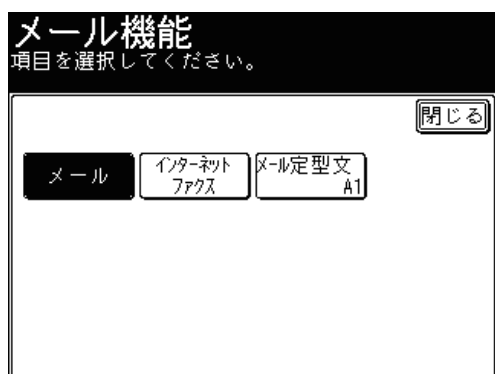 メール機能
項目を選択してください。
閉じる
メール
インターネット
ファクス
メール定型文
A1